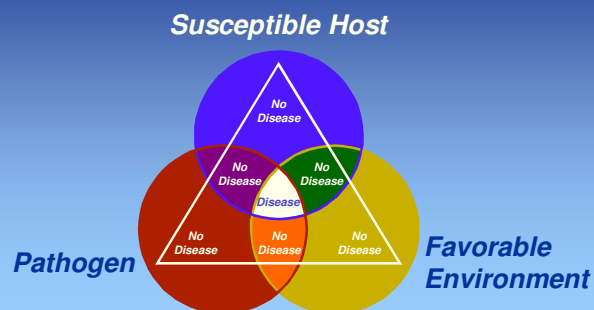 Susceptible Host
No
Disease
No
Disease
No
Disease
Disease
No
Disease
No
Disease
No
Disease
Pathogen
Favorable
Environment